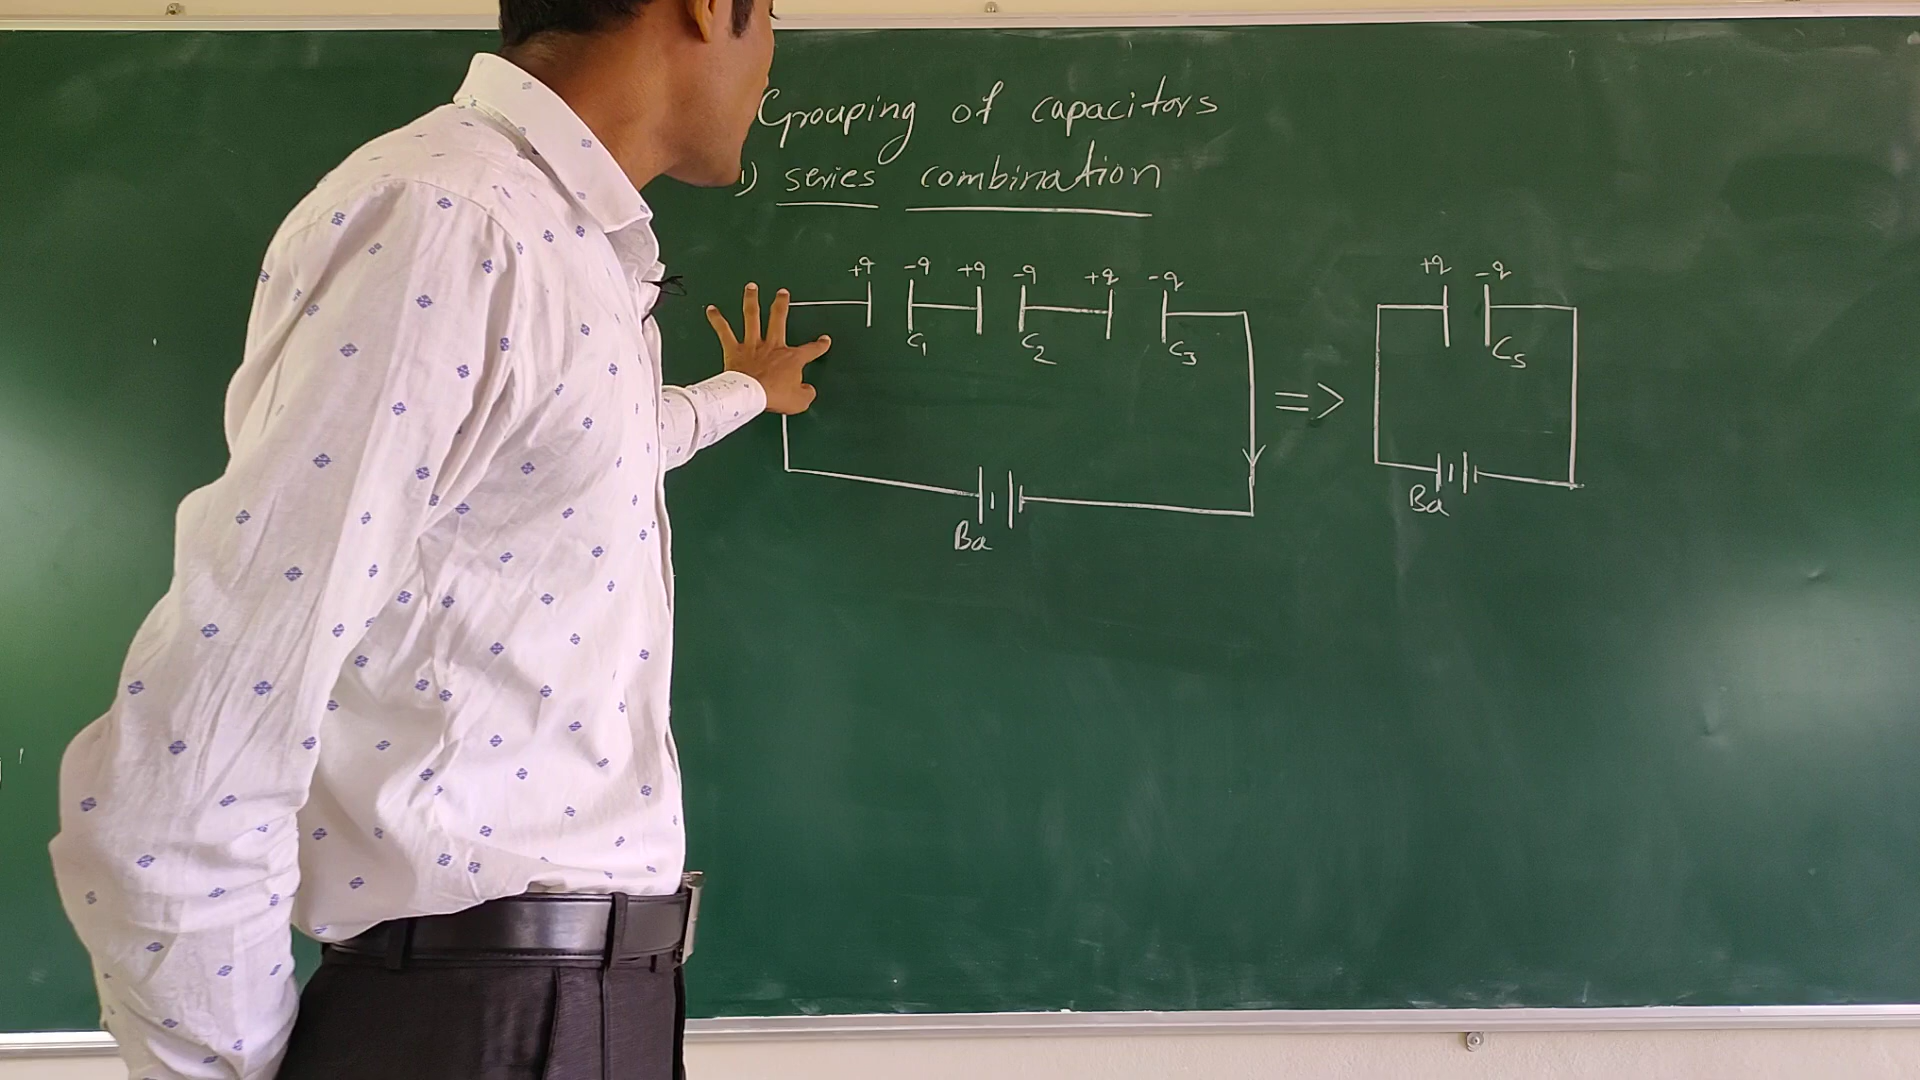 Grouping of capacitors
1) series combination
+q -q +q -q +q -q
C1 C2 C3
Ba
=>
+q -q
Cs
Ba